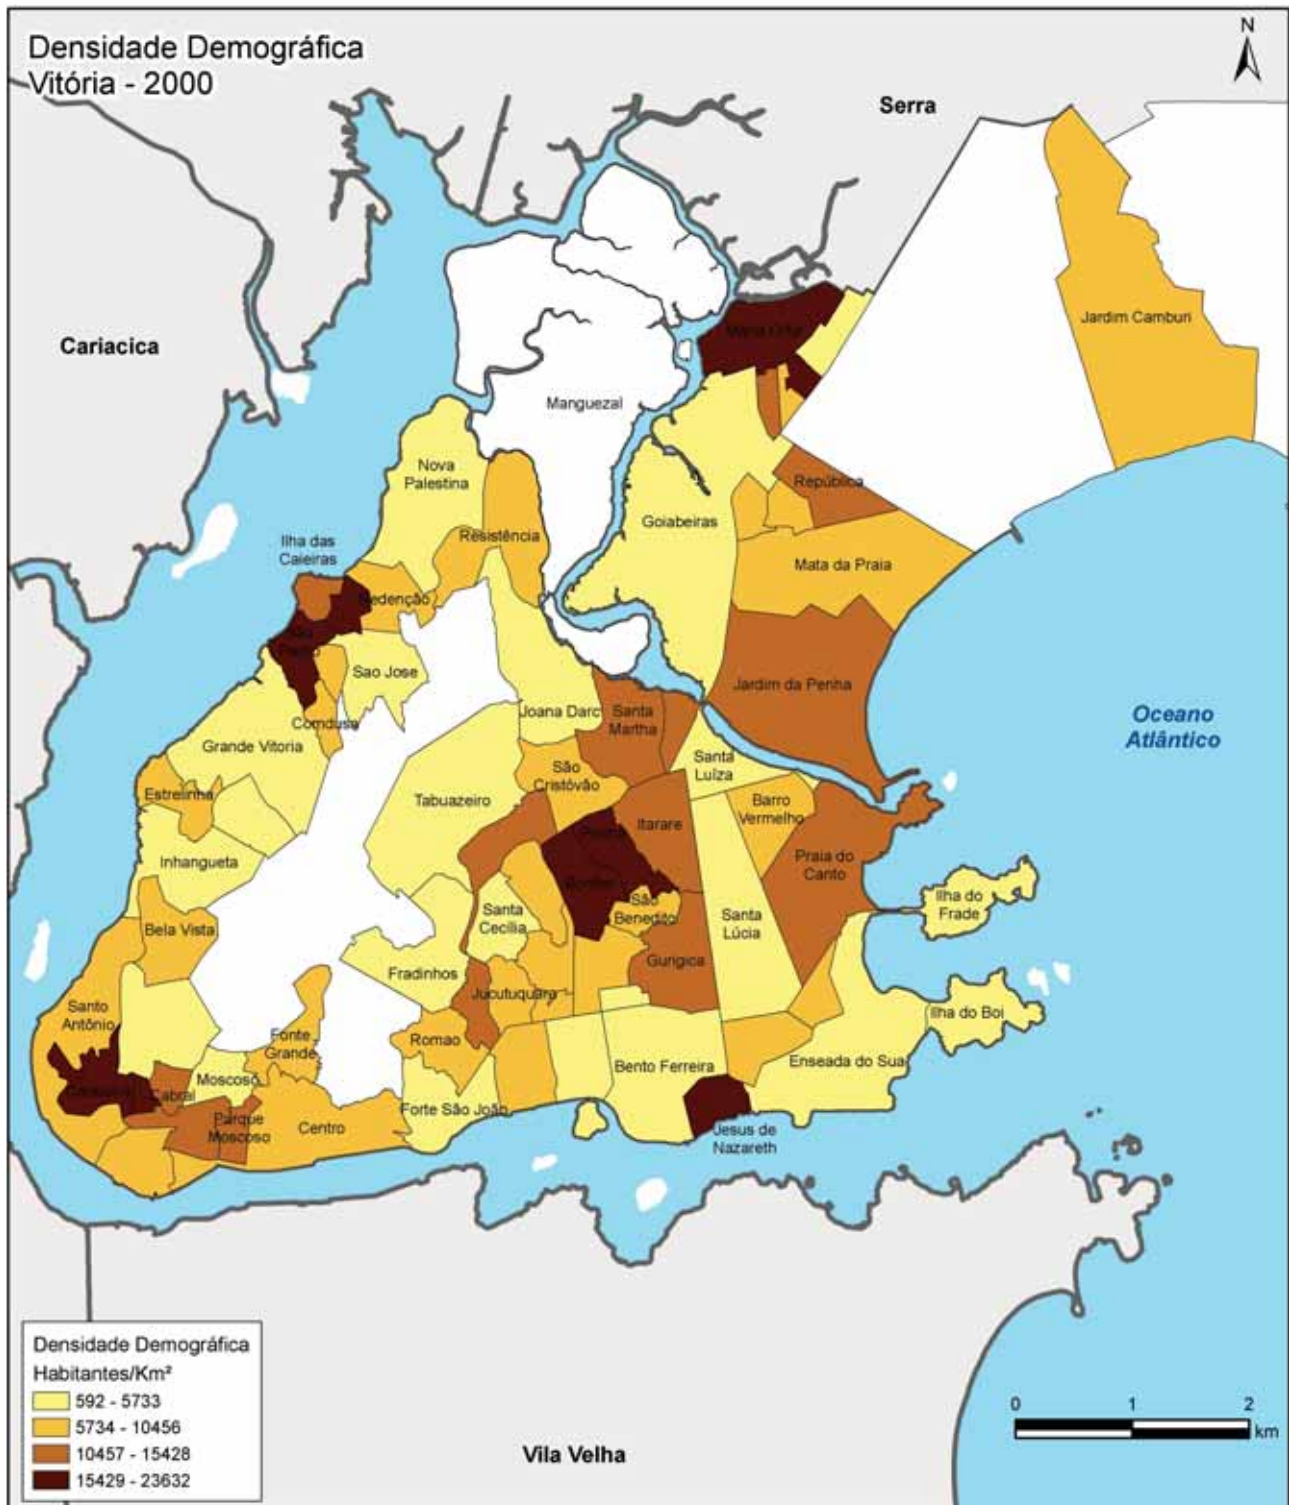 Densidade Demográfica
Vitória - 2000
N
Serra
Cariacica
Jardim Camburi
Manguezal
Nova
Palestina
Resistência
Goiabeiras
República
Ilha das
Caieiras
Mata da Praia
Redenção
Sao Jose
Jardim da Penha
Joana Darc
Santa
Martha
Oceano
Atlântico
Comdusa
Grande Vitoria
Santa
Luíza
São
Cristóvão
Estrelinha
Tabuazeiro
Barro
Vermelho
Itarare
Praia do
Canto
Inhangueta
Ilha do
Frade
São
Benedito
Santa
Cecília
Santa
Lúcia
Bela Vista
Gurigica
Fradinhos
Jucutuquara
Santo
Antônio
Ilha do Boi
Fonte
Grande
Romao
Enseada do Sua
Bento Ferreira
Moscoso
Cabral
Forte São João
Parque
Moscoso
Centro
Jesus de
Nazareth
Densidade Demográfica
Habitantes/Km²
592 - 5733
5734 - 10456
10457 - 15428
15429 - 23632
0 1 2
km
Vila Velha